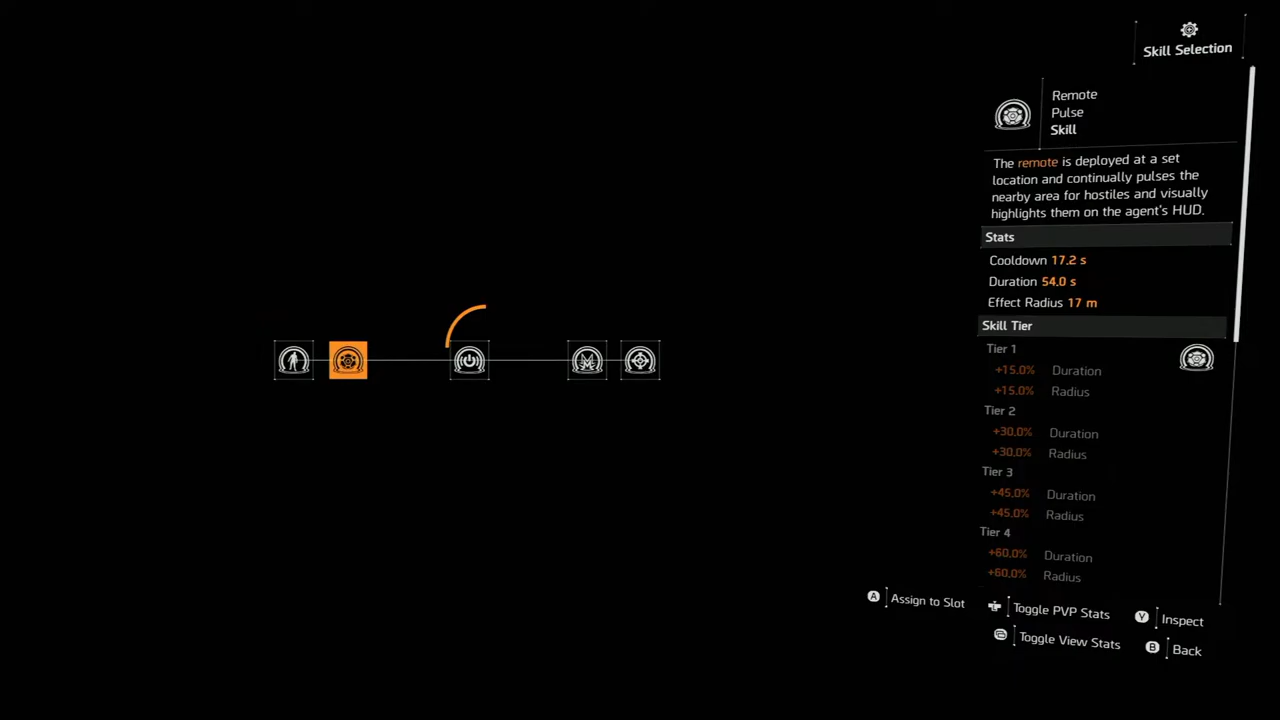 Skill Selection
Remote
Pulse
Skill
The remote is deployed at a set
location and continually pulses the
nearby area for hostiles and visually
highlights them on the agent's HUD.
Stats
Cooldown 17.2 s
Duration 54.0 s
Effect Radius 17 m
Skill Tier
Tier 1
+15.0% Duration
+15.0% Radius
Tier 2
+30.0% Duration
+30.0% Radius
Tier 3
+45.0% Duration
+45.0% Radius
Tier 4
+60.0% Duration
+60.0% Radius
A Assign to Slot
Toggle PVP Stats
Y Inspect
Toggle View Stats
B Back